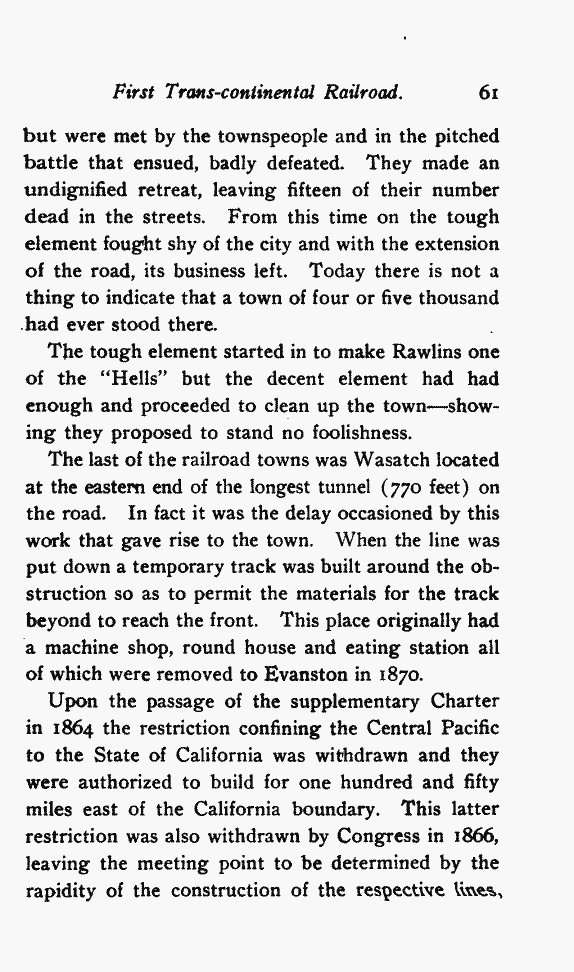 First Trans-continental Railroad. 61
but were met by the townspeople and in the pitched
battle that ensued, badly defeated. They made an
undignified retreat, leaving fifteen of their number
dead in the streets. From this time on the tough
element fought shy of the city and with the extension
of the road, its business left. Today there is not a
thing to indicate that a town of four or five thousand
had ever stood there.
The tough element started in to make Rawlins one
of the “Hells” but the decent element had had
enough and proceeded to clean up the town—show-
ing they proposed to stand no foolishness.
The last of the railroad towns was Wasatch located
at the eastern end of the longest tunnel (770 feet) on
the road. In fact it was the delay occasioned by this
work that gave rise to the town. When the line was
put down a temporary track was built around the ob-
struction so as to permit the materials for the track
beyond to reach the front. This place originally had
a machine shop, round house and eating station all
of which were removed to Evanston in 1870.
Upon the passage of the supplementary Charter
in 1864 the restriction confining the Central Pacific
to the State of California was withdrawn and they
were authorized to build for one hundred and fifty
miles east of the California boundary. This latter
restriction was also withdrawn by Congress in 1866,
leaving the meeting point to be determined by the
rapidity of the construction of the respective lines,